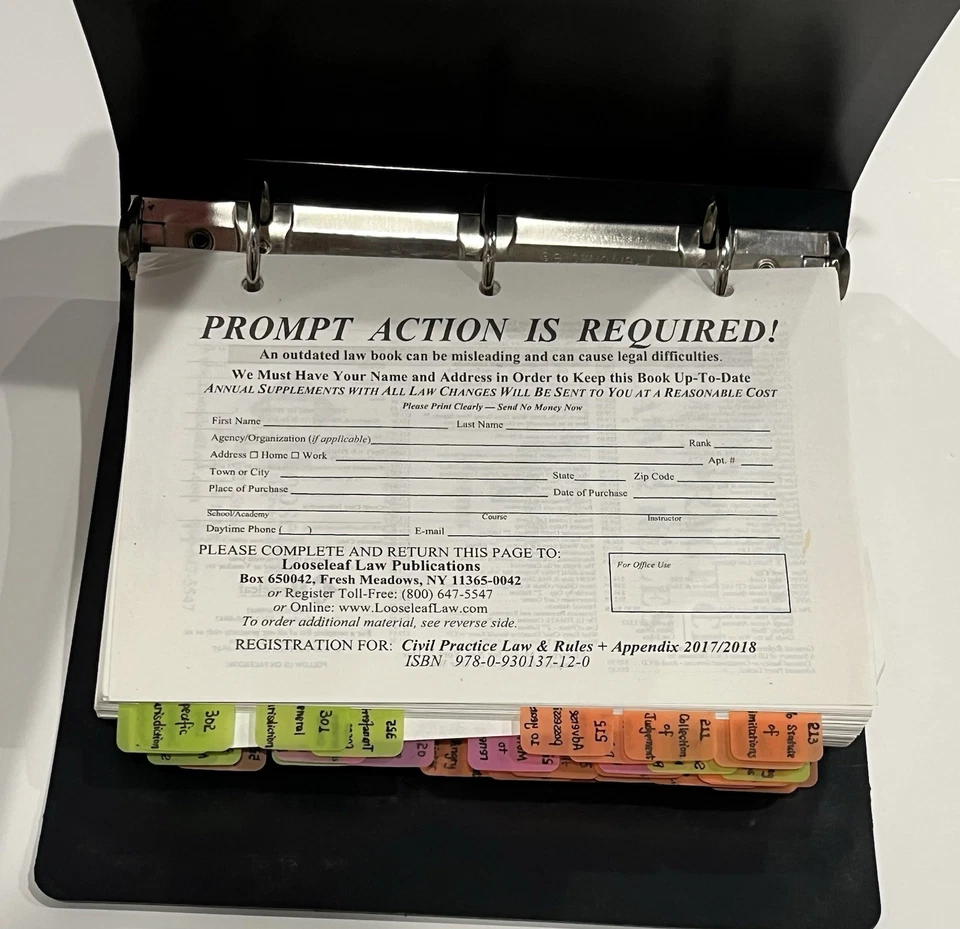 PROMPT ACTION IS REQUIRED!
An outdated law book can be misleading and can cause legal difficulties.
We Must Have Your Name and Address in Order to Keep this Book Up-To-Date
ANNUAL SUPPLEMENTS WITH ALL LAW CHANGES WILL BE SENT TO YOU AT A REASONABLE COST
Please Print Clearly — Send No Money Now
First Name Last Name
Agency/Organization (if applicable) Rank
Address ☐ Home ☐ Work Apt. #
Town or City State Zip Code
Place of Purchase Date of Purchase
School/Academy Course Instructor
Daytime Phone ( ) E-mail
PLEASE COMPLETE AND RETURN THIS PAGE TO:
Looseleaf Law Publications
Box 650042, Fresh Meadows, NY 11365-0042
or Register Toll-Free: (800) 647-5547
or Online: www.LooseleafLaw.com
To order additional material, see reverse side.
For Office Use
REGISTRATION FOR: Civil Practice Law & Rules + Appendix 2017/2018
ISBN 978-0-930137-12-0
302
301
215
211
Collection
of
Judgement
213
6 Statute
of